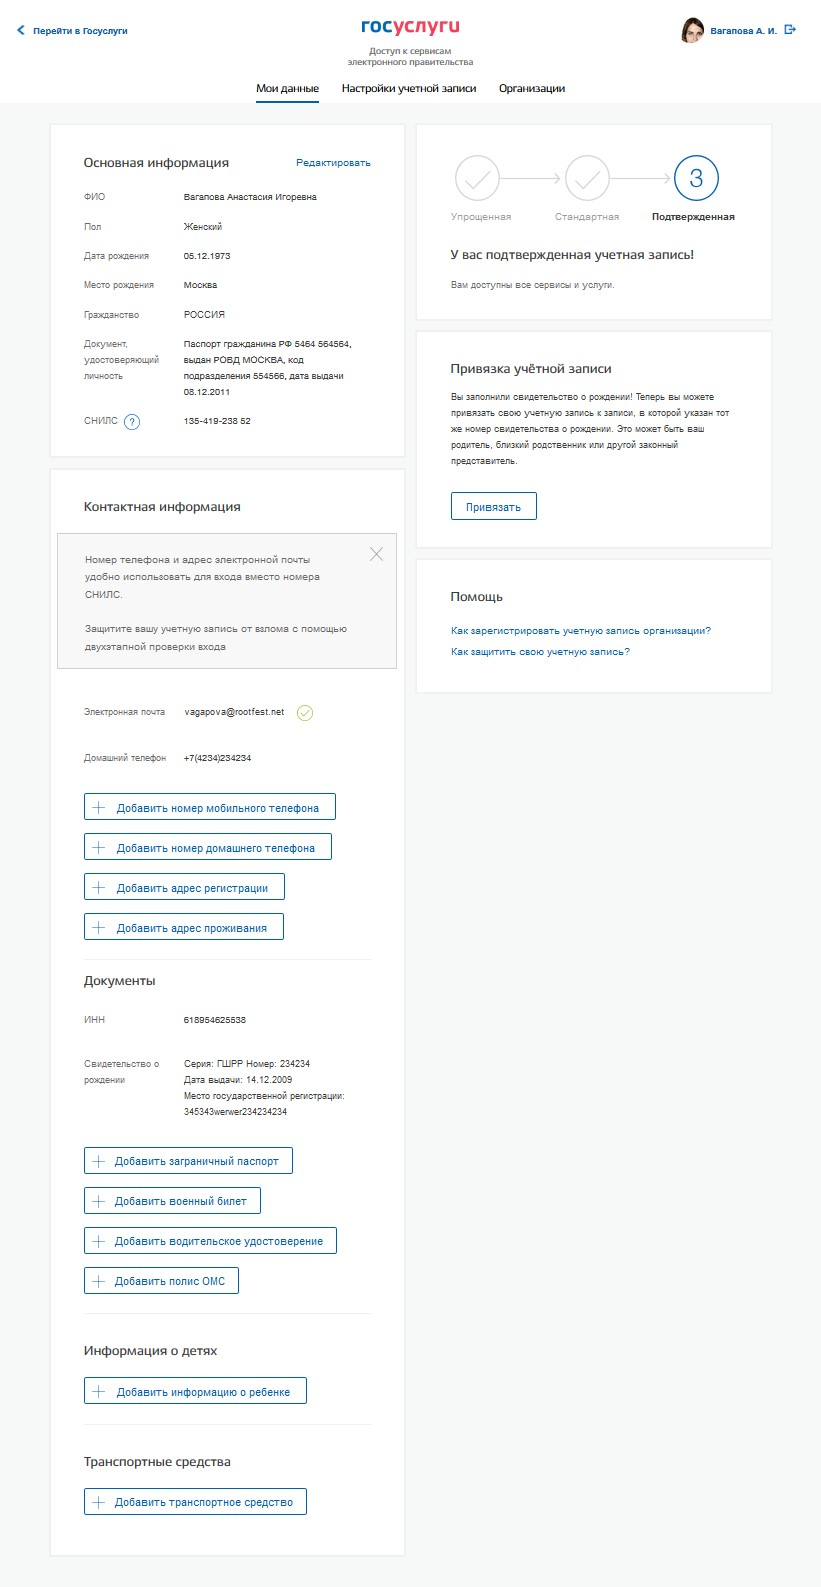 Перейти в Госуслуги
госуслуги
Вагапова А. И.
Доступ к сервисам
электронного правительства
Мои данные
Настройки учетной записи
Организации
Основная информация
Редактировать
ФИО
Вагапова Анастасия Игоревна
Пол
Женский
Дата рождения
05.12.1973
Место рождения
Москва
Гражданство
РОССИЯ
Документ,
удостоверяющий
личность
Паспорт гражданина РФ 5464 564564,
выдан РОВД МОСКВА, код
подразделения 554566, дата выдачи
08.12.2011
СНИЛС ?
135-419-238 52
Контактная информация
Номер телефона и адрес электронной почты
удобно использовать для входа вместо номера
СНИЛС.
Защитите вашу учетную запись от взлома с помощью
двухэтапной проверки входа
Электронная почта
vagapova@rootfest.net
Домашний телефон
+7(4234)234234
Добавить номер мобильного телефона
Добавить номер домашнего телефона
Добавить адрес регистрации
Добавить адрес проживания
Документы
ИНН
618954625538
Свидетельство о
рождении
Серия: ГШРР Номер: 234234
Дата выдачи: 14.12.2009
Место государственной регистрации:
345343werwer234234234
Добавить заграничный паспорт
Добавить военный билет
Добавить водительское удостоверение
Добавить полис ОМС
Информация о детях
Добавить информацию о ребенке
Транспортные средства
Добавить транспортное средство
3
Упрощенная
Стандартная
Подтвержденная
У вас подтвержденная учетная запись!
Вам доступны все сервисы и услуги.
Привязка учётной записи
Вы заполнили свидетельство о рождении! Теперь вы можете
привязать свою учетную запись к записи, в которой указан тот
же номер свидетельства о рождении. Это может быть ваш
родитель, близкий родственник или другой законный
представитель.
Привязать
Помощь
Как зарегистрировать учетную запись организации?
Как защитить свою учетную запись?